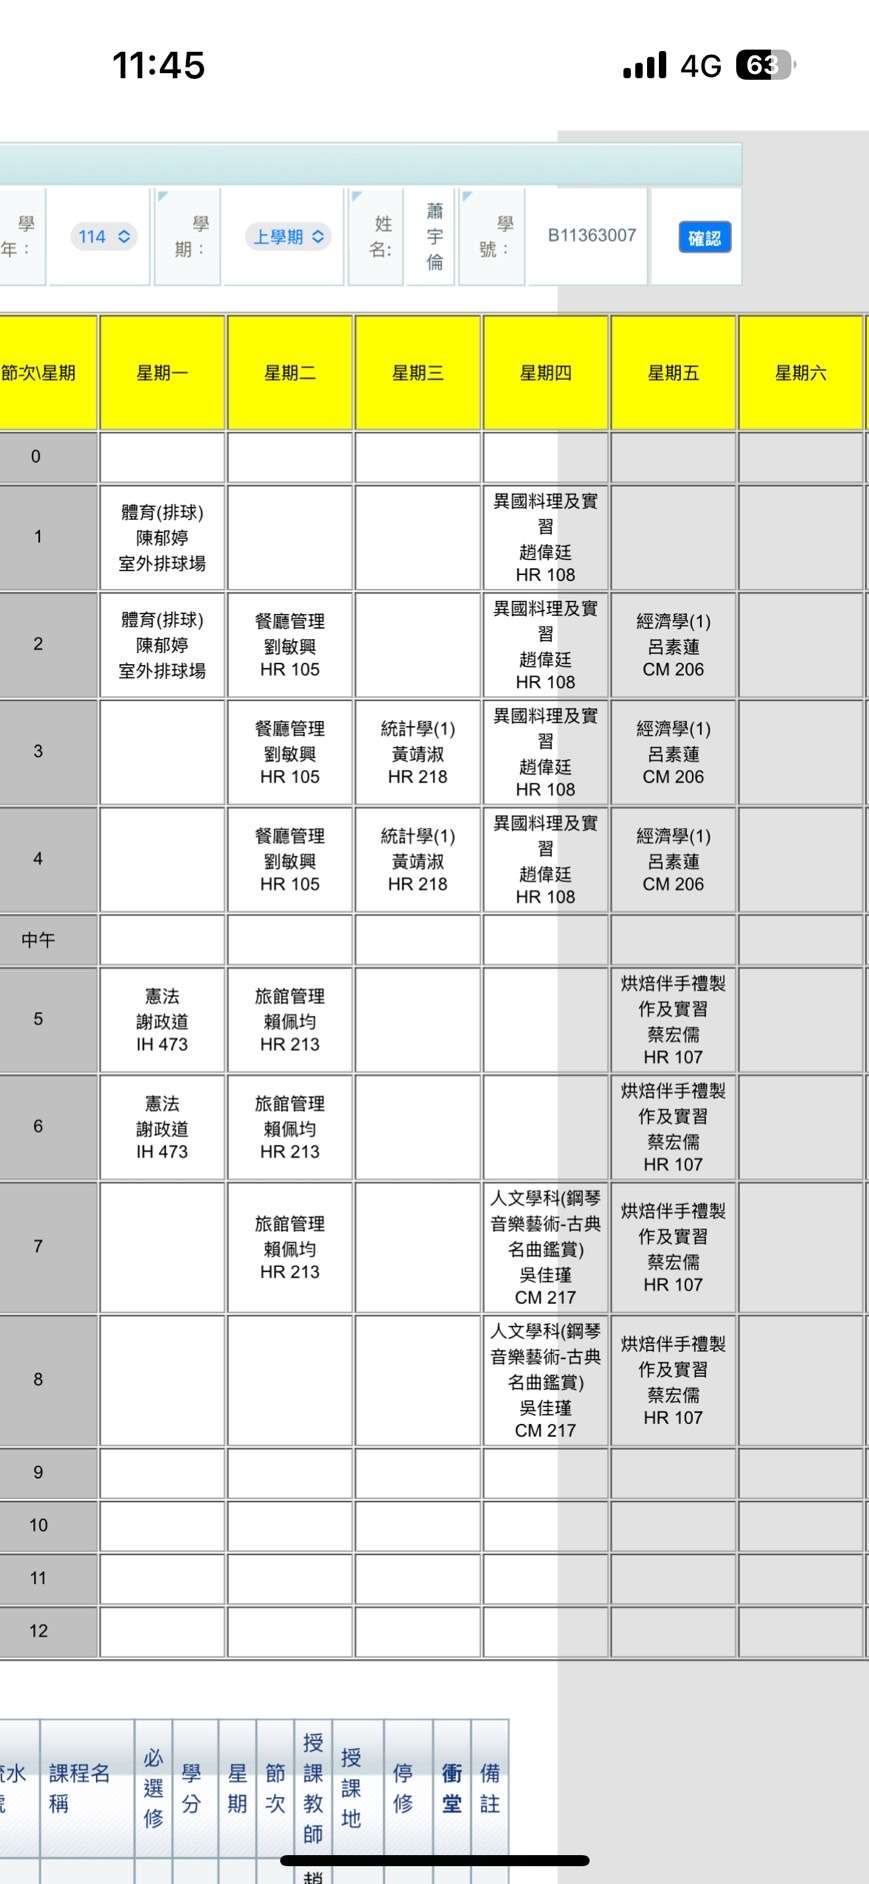 11:45
4G 63
學年：
114
學期：
上學期
姓名:
蕭宇倫
學號：
B11363007
確認
節次\星期 星期一 星期二 星期三 星期四 星期五 星期六
0
1
體育(排球)
陳郁婷
室外排球場
異國料理及實
習
趙偉廷
HR 108
2
體育(排球)
陳郁婷
室外排球場
餐廳管理
劉敏興
HR 105
異國料理及實
習
趙偉廷
HR 108
經濟學(1)
呂素蓮
CM 206
3
餐廳管理
劉敏興
HR 105
統計學(1)
黃靖淑
HR 218
異國料理及實
習
趙偉廷
HR 108
經濟學(1)
呂素蓮
CM 206
4
餐廳管理
劉敏興
HR 105
統計學(1)
黃靖淑
HR 218
異國料理及實
習
趙偉廷
HR 108
經濟學(1)
呂素蓮
CM 206
中午
5
憲法
謝政道
IH 473
旅館管理
賴佩均
HR 213
烘焙伴手禮製
作及實習
蔡宏儒
HR 107
6
憲法
謝政道
IH 473
旅館管理
賴佩均
HR 213
烘焙伴手禮製
作及實習
蔡宏儒
HR 107
7
旅館管理
賴佩均
HR 213
人文學科(鋼琴
音樂藝術-古典
名曲鑑賞)
吳佳瑾
CM 217
烘焙伴手禮製
作及實習
蔡宏儒
HR 107
8
人文學科(鋼琴
音樂藝術-古典
名曲鑑賞)
吳佳瑾
CM 217
烘焙伴手禮製
作及實習
蔡宏儒
HR 107
9
10
11
12
水
課程名
稱
必選修
學分
星期
節次
授課教師
授課地
停修
衝堂
備註